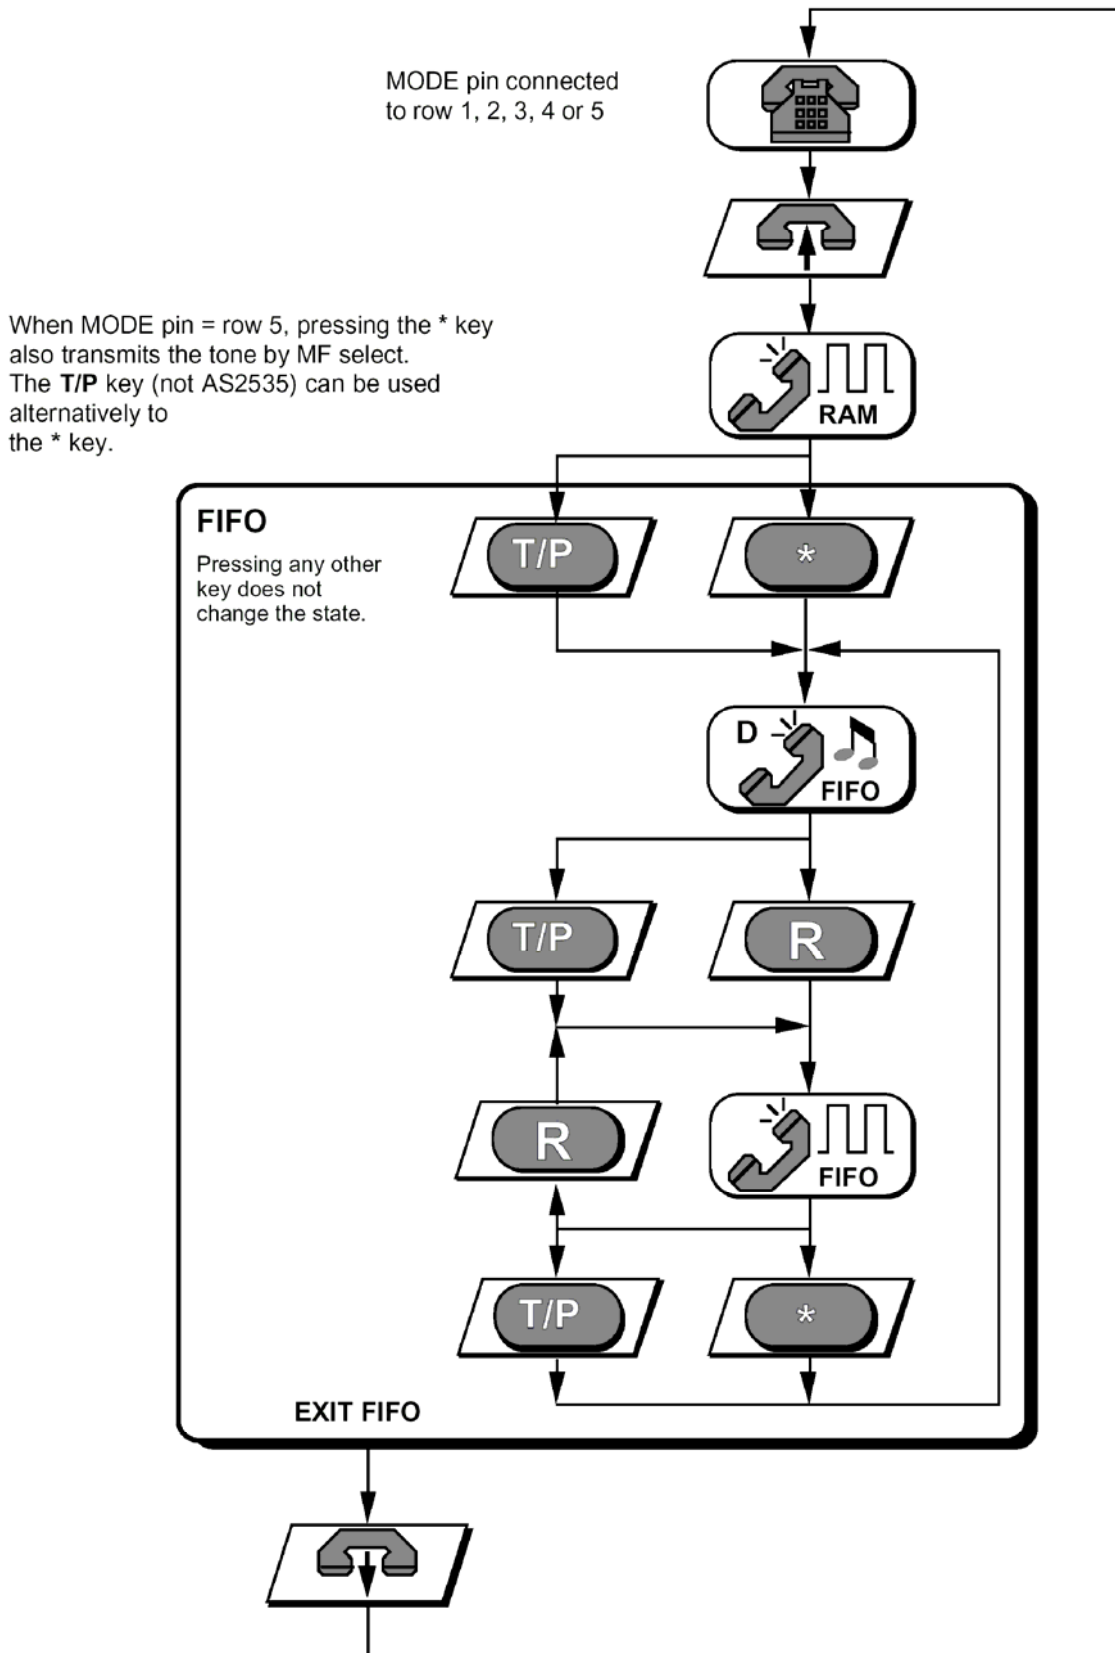 MODE pin connected
to row 1, 2, 3, 4 or 5
When MODE pin = row 5, pressing the * key
also transmits the tone by MF select.
The T/P key (not AS2535) can be used
alternatively to
the * key.
RAM
FIFO
Pressing any other
key does not
change the state.
T/P
*
D
FIFO
T/P
R
R
FIFO
T/P
*
EXIT FIFO